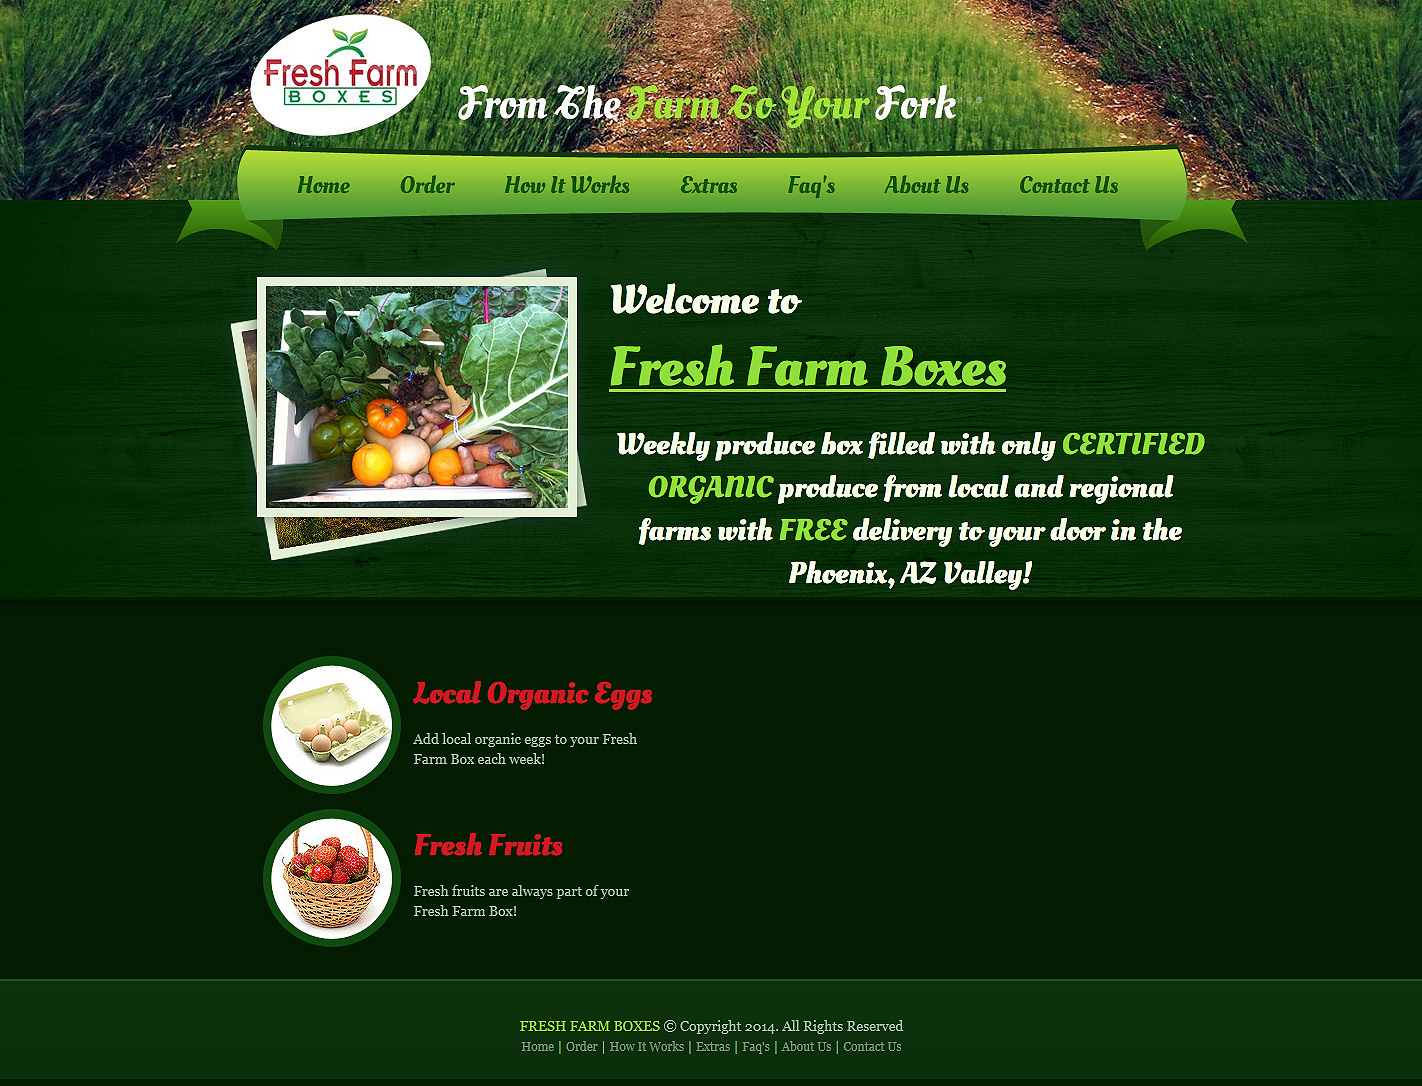 Fresh Farm
BOXES
From The Farm To Your Fork
Home Order How It Works Extras Faq's About Us Contact Us
Welcome to
Fresh Farm Boxes
Weekly produce box filled with only CERTIFIED
ORGANIC produce from local and regional
farms with FREE delivery to your door in the
Phoenix, AZ Valley!
Local Organic Eggs
Add local organic eggs to your Fresh
Farm Box each week!
Fresh Fruits
Fresh fruits are always part of your
Fresh Farm Box!
FRESH FARM BOXES © Copyright 2014. All Rights Reserved
Home | Order | How It Works | Extras | Faq's | About Us | Contact Us